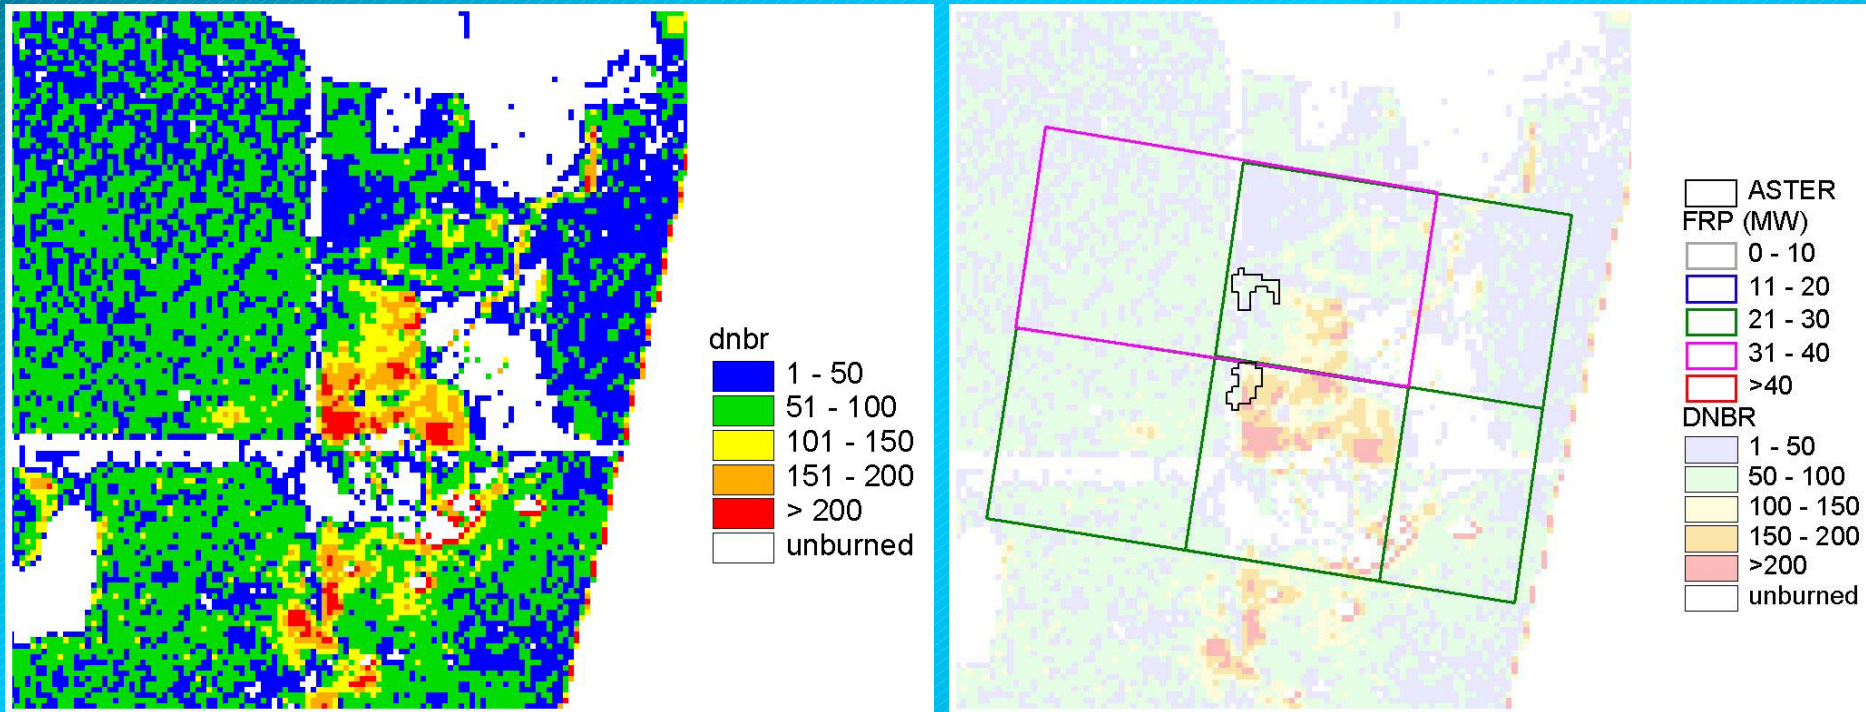 dnbr
1 - 50
51 - 100
101 - 150
151 - 200
> 200
unburned
ASTER
FRP (MW)
0 - 10
11 - 20
21 - 30
31 - 40
>40
DNBR
1 - 50
50 - 100
100 - 150
150 - 200
>200
unburned